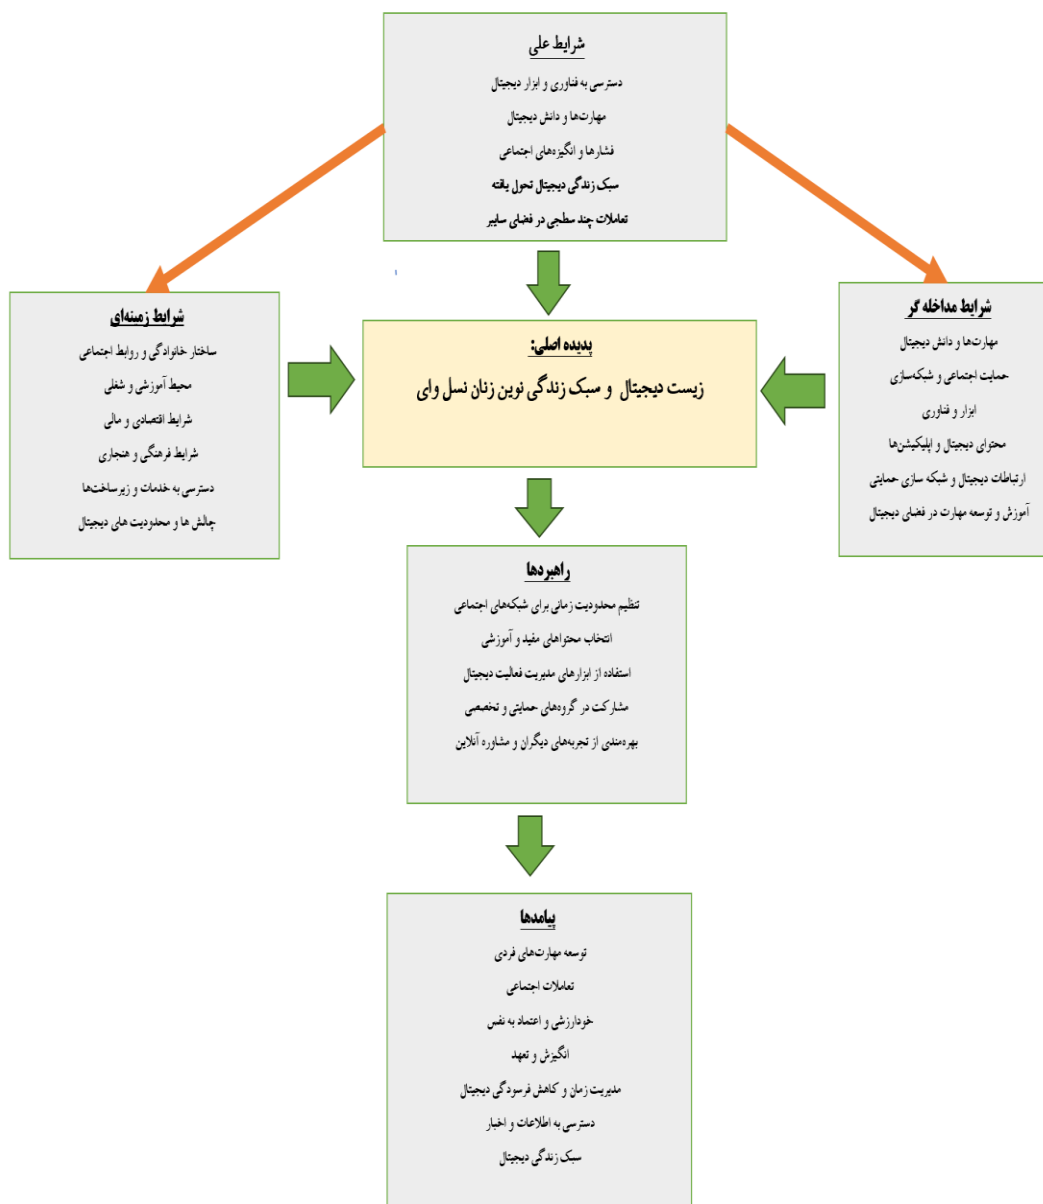 شرایط علی
دسترسی به فناوری و ابزار دیجیتال
مهارت‌ها و دانش دیجیتال
فشارها و انگیزه‌های اجتماعی
سبک زندگی دیجیتال تحول یافته
تعاملات چند سطحی در فضای سایبر
شرایط مداخله گر
مهارت‌ها و دانش دیجیتال
حمایت اجتماعی و شبکه‌سازی
ابزار و فناوری
محتوای دیجیتال و اپلیکیشن‌ها
ارتباطات دیجیتال و شبکه سازی حمایتی
آموزش و توسعه مهارت در فضای دیجیتال
پدیده اصلی:
زیست دیجیتال و سبک زندگی نوین زنان نسل وای
شرایط زمینه‌ای
ساختار خانوادگی و روابط اجتماعی
محیط آموزشی و شغلی
شرایط اقتصادی و مالی
شرایط فرهنگی و هنجاری
دسترسی به خدمات و زیرساخت‌ها
چالش ها و محدودیت های دیجیتال
راهبردها
تنظیم محدودیت زمانی برای شبکه‌های اجتماعی
انتخاب محتواهای مفید و آموزشی
استفاده از ابزارهای مدیریت فعالیت دیجیتال
مشارکت در گروه‌های حمایتی و تخصصی
بهره‌مندی از تجربه‌های دیگران و مشاوره آنلاین
پیامدها
توسعه مهارت‌های فردی
تعاملات اجتماعی
خودارزشی و اعتماد به نفس
انگیزش و تعهد
مدیریت زمان و کاهش فرسودگی دیجیتال
دسترسی به اطلاعات و اخبار
سبک زندگی دیجیتال